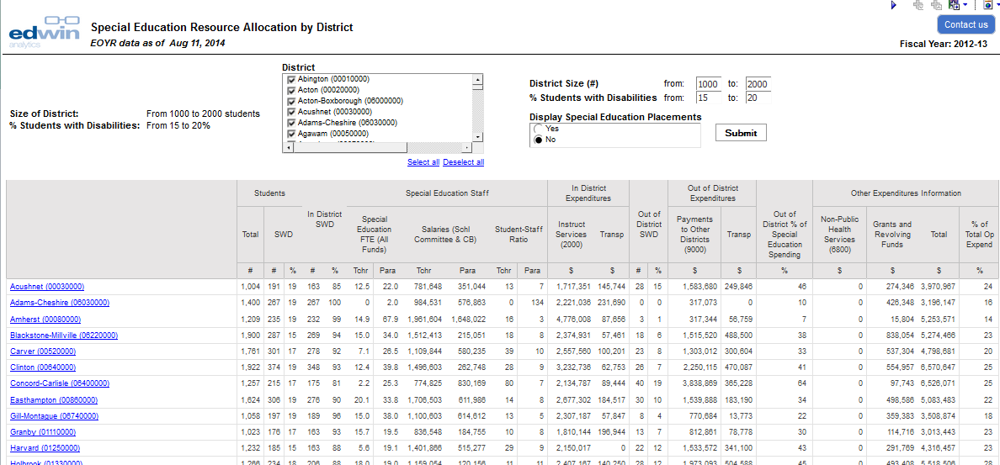 edwin
analytics
Special Education Resource Allocation by District
EOYR data as of Aug 11, 2014
Contact us
Fiscal Year: 2012-13
Size of District: From 1000 to 2000 students
% Students with Disabilities: From 15 to 20%
District
Abington (00010000)
Acton (00020000)
Acton-Boxborough (06000000)
Acushnet (00030000)
Adams-Cheshire (06030000)
Agawam (00050000)
Select all Deselect all
District Size (#) from: 1000 to: 2000
% Students with Disabilities from: 15 to: 20
Display Special Education Placements
Yes
No
Submit
Students Special Education Staff In District Expenditures Out of District Expenditures Other Expenditures Information
Total SWD In District SWD Special Education FTE (All Funds) Salaries (Schl Committee & CB) Student-Staff Ratio Instruct Services (2000) Transp Out of District SWD Payments to Other Districts (9000) Transp Out of District % of Special Education Spending Non-Public Health Services (6800) Grants and Revolving Funds Total % of Total Op Expend
# # % # % Tchr Para Tchr Para Tchr Para $ $ # % $ $ % $ $ $ %
Acushnet (00030000) 1,004 191 19 163 85 12.5 22.0 781,648 351,044 13 7 1,717,351 145,744 28 15 1,583,680 249,846 46 0 274,346 3,970,967 24
Adams-Cheshire (06030000) 1,400 267 19 267 100 0 2.0 984,531 576,863 0 134 2,221,036 231,690 0 0 317,073 0 10 0 426,348 3,196,147 16
Amherst (00080000) 1,209 235 19 232 99 14.9 67.9 1,961,604 1,648,022 16 3 4,776,008 87,656 3 1 317,344 56,759 7 0 15,804 5,253,571 14
Blackstone-Millville (06220000) 1,900 287 15 269 94 15.0 34.0 1,512,413 215,051 18 8 2,374,931 57,461 18 6 1,515,520 488,500 38 0 838,054 5,274,466 23
Carver (00520000) 1,761 301 17 278 92 7.1 26.5 1,109,844 580,235 39 10 2,557,560 100,201 23 8 1,303,012 300,604 33 0 537,304 4,798,681 20
Clinton (00640000) 1,922 374 19 348 93 12.4 39.8 1,496,603 262,748 28 9 3,232,736 62,753 26 7 2,250,115 470,087 41 0 554,957 6,570,647 25
Concord-Carlisle (06400000) 1,257 215 17 175 81 2.2 25.3 774,825 830,169 80 7 2,134,787 89,444 40 19 3,838,869 365,228 64 0 97,743 6,526,071 25
Easthampton (00860000) 1,624 306 19 276 90 20.1 33.8 1,706,503 611,986 14 8 2,677,302 184,517 30 10 1,539,888 183,190 34 0 498,586 5,083,483 22
Gill-Montague (06740000) 1,058 197 19 189 96 15.0 38.0 1,100,603 614,612 13 5 2,307,187 57,847 8 4 770,684 13,773 22 0 359,383 3,508,874 18
Granby (01110000) 1,023 176 17 163 93 15.7 19.5 836,548 184,755 10 8 1,810,144 196,944 13 7 812,861 78,778 30 0 114,716 3,013,443 23
Harvard (01250000) 1,232 185 15 163 88 5.6 19.1 1,401,866 515,277 29 9 2,150,017 0 22 12 1,533,572 341,100 43 0 291,769 4,316,457 23
Holbrook (01330000) 1,266 234 18 206 88 18.0 19.0 1,159,054 120,156 11 11 2,407,167 140,250 28 12 1,973,093 504,588 45 0 493,408 5,518,506 28